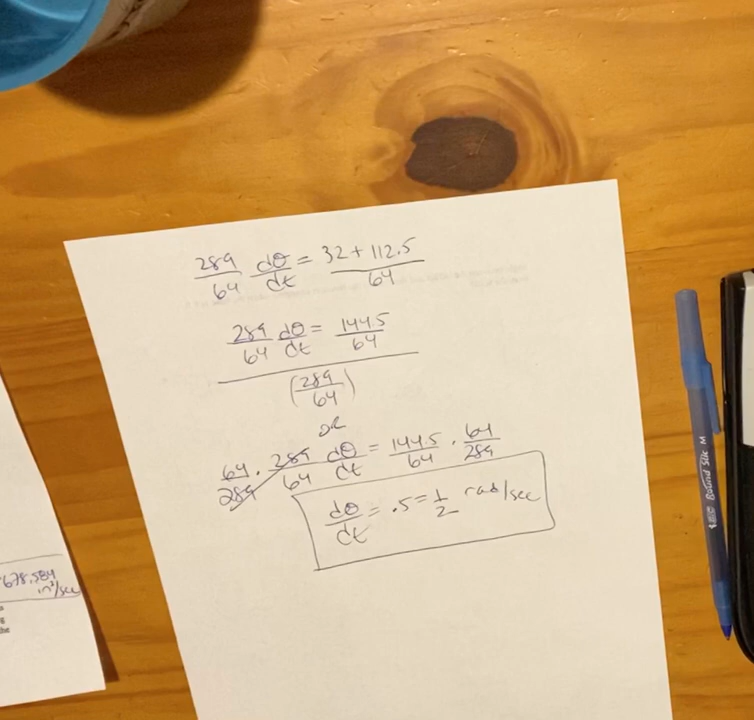 289/64 dθ/dt = 32 + 112.5/64
289/64 dθ/dt = 144.5/64
(289/64)
or
64/289 · 289/64 dθ/dt = 144.5/64 · 64/289
dθ/dt = .5 = 1/2 rad/sec
678,584
in³/sec
BIC Round Stic M